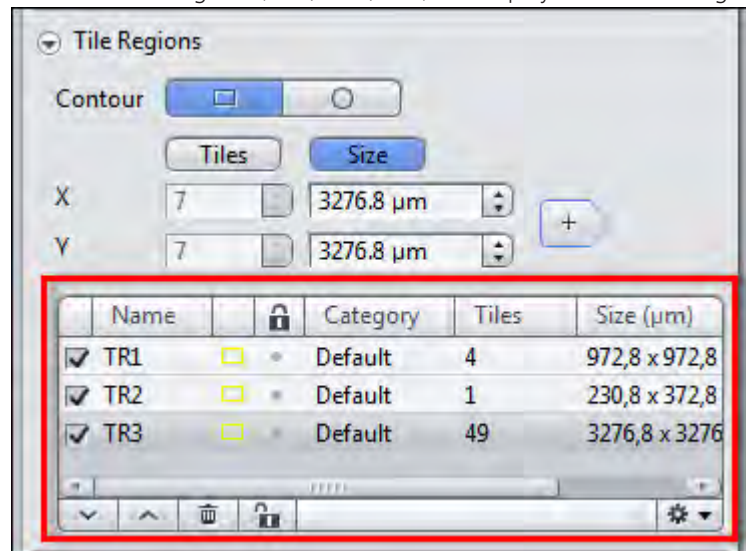 Tile Regions
Contour
Tiles Size
X 7 3276.8 µm
+
Y 7 3276.8 µm
Name Category Tiles Size (µm)
TR1 Default 4 972,8 x 972,8
TR2 Default 1 230,8 x 372,8
TR3 Default 49 3276,8 x 3276